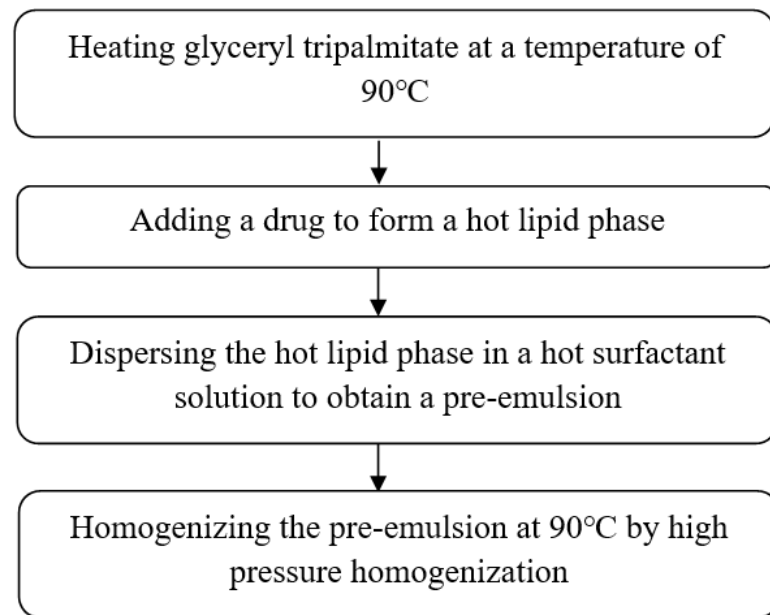 Heating glyceryl tripalmitate at a temperature of
90°C
Adding a drug to form a hot lipid phase
Dispersing the hot lipid phase in a hot surfactant
solution to obtain a pre-emulsion
Homogenizing the pre-emulsion at 90°C by high
pressure homogenization